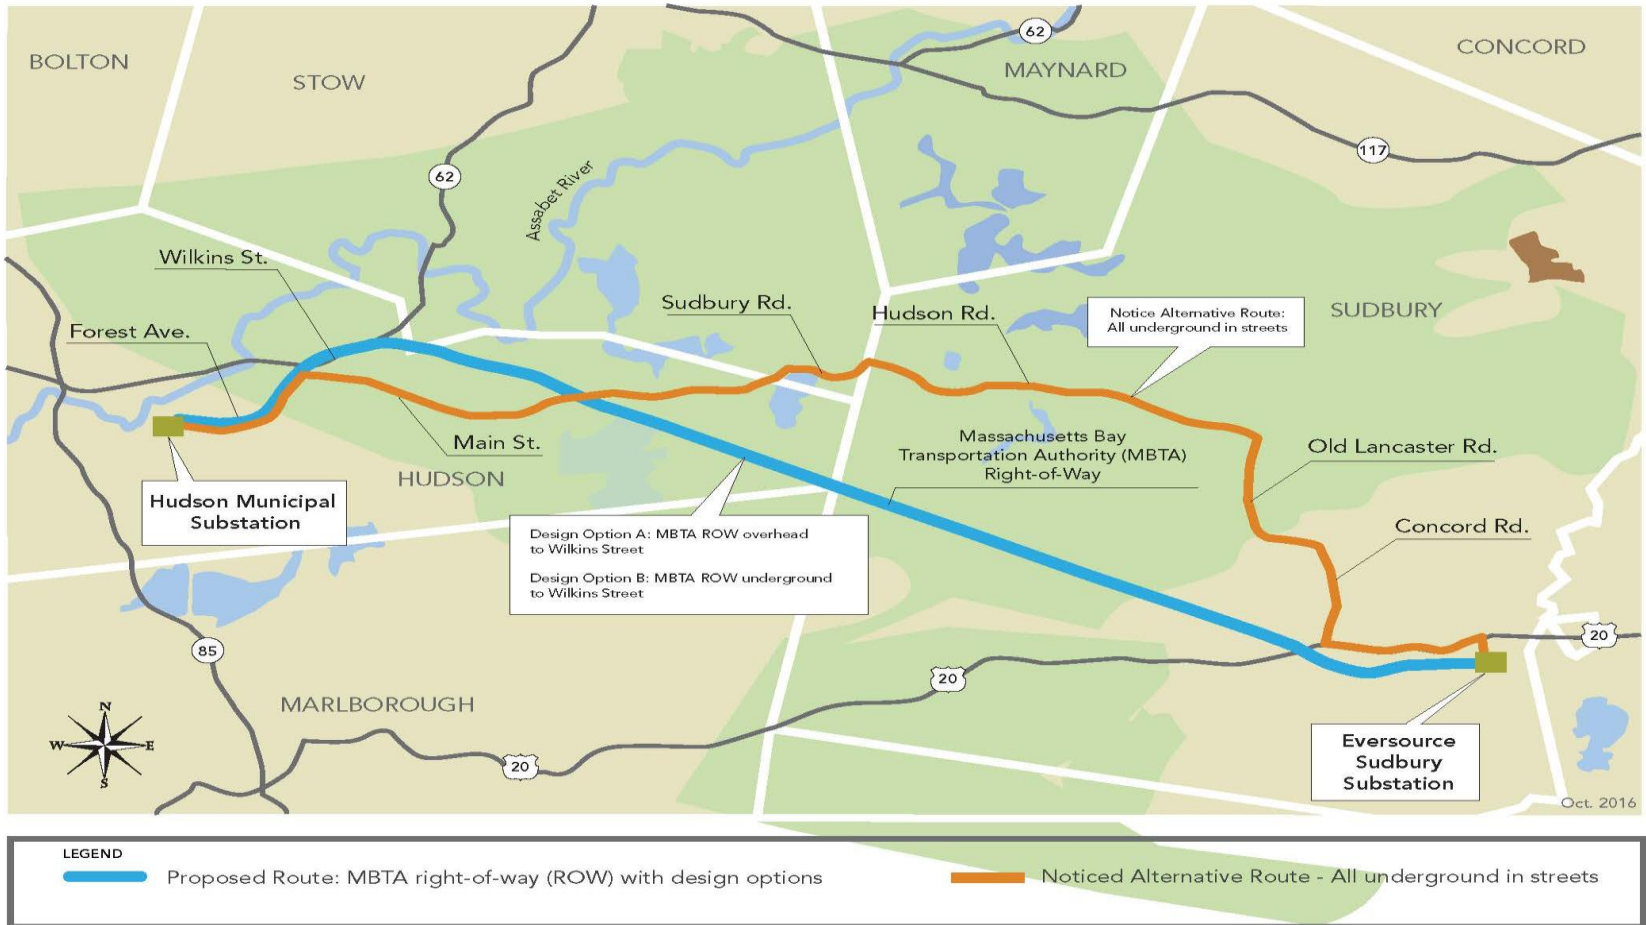 BOLTON
STOW
62
MAYNARD
CONCORD
117
62
Assabet River
Wilkins St.
Forest Ave.
Sudbury Rd.
Hudson Rd.
Notice Alternative Route:
All underground in streets
SUDBURY
Main St.
HUDSON
Massachusetts Bay
Transportation Authority (MBTA)
Right-of-Way
Old Lancaster Rd.
Hudson Municipal
Substation
Design Option A: MBTA ROW overhead
to Wilkins Street
Design Option B: MBTA ROW underground
to Wilkins Street
Concord Rd.
85
20
20
MARLBOROUGH
N
W
E
S
20
Eversource
Sudbury
Substation
Oct. 2016
LEGEND
Proposed Route: MBTA right-of-way (ROW) with design options
Noticed Alternative Route - All underground in streets